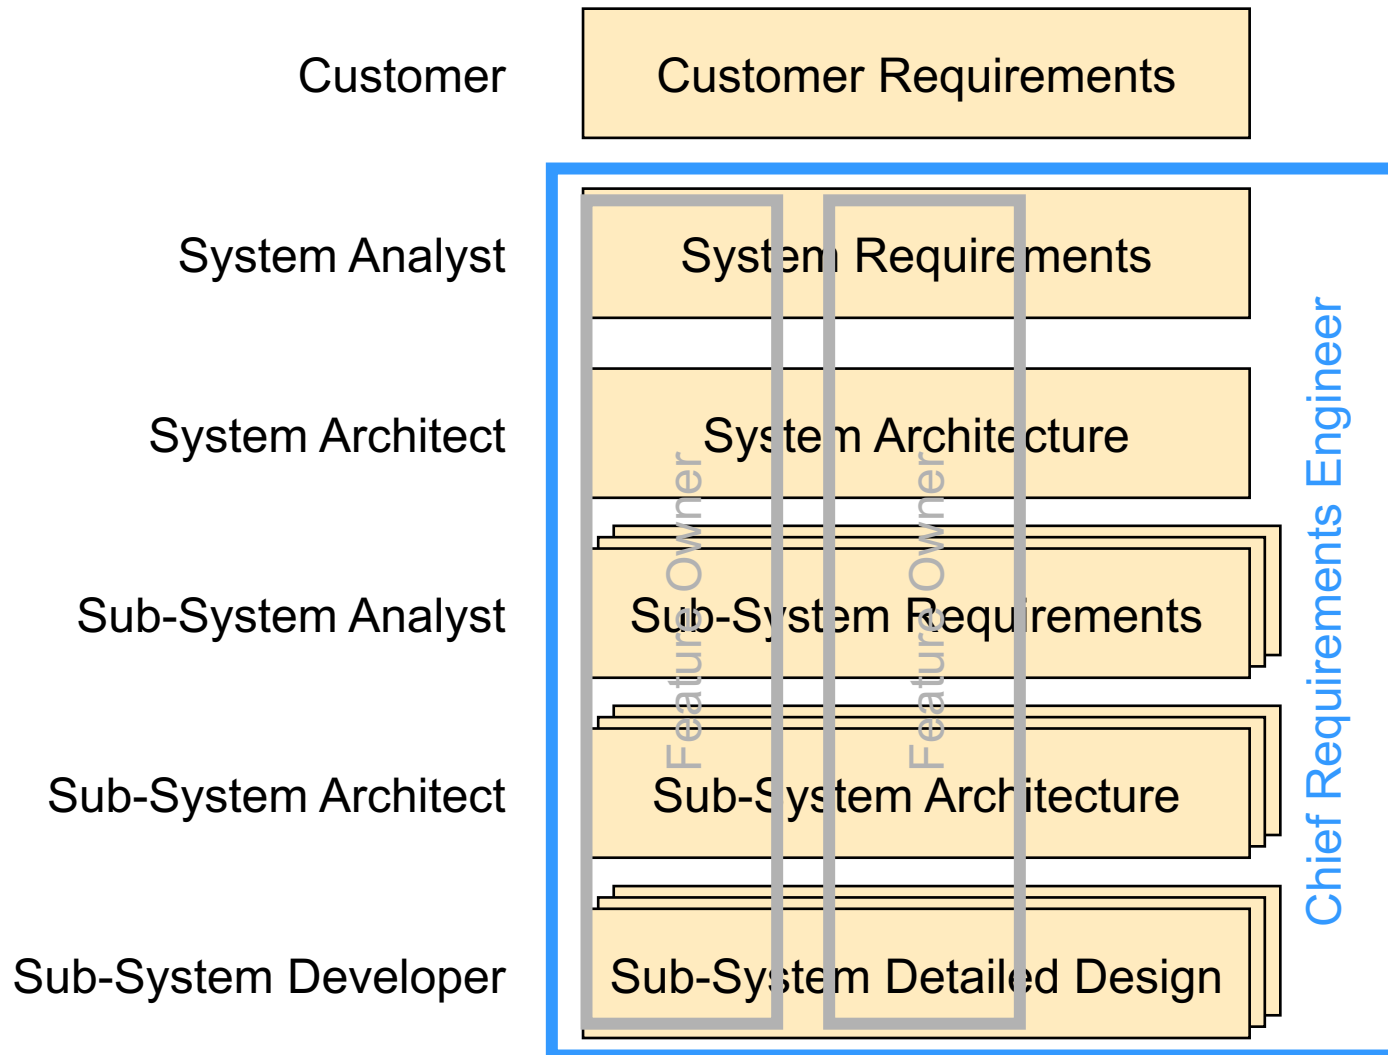 Customer
Customer Requirements
System Analyst
System Requirements
System Architect
System Architecture
Sub-System Analyst
Sub-System Requirements
Sub-System Architect
Sub-System Architecture
Sub-System Developer
Sub-System Detailed Design
Feature Owner
Feature Owner
Chief Requirements Engineer